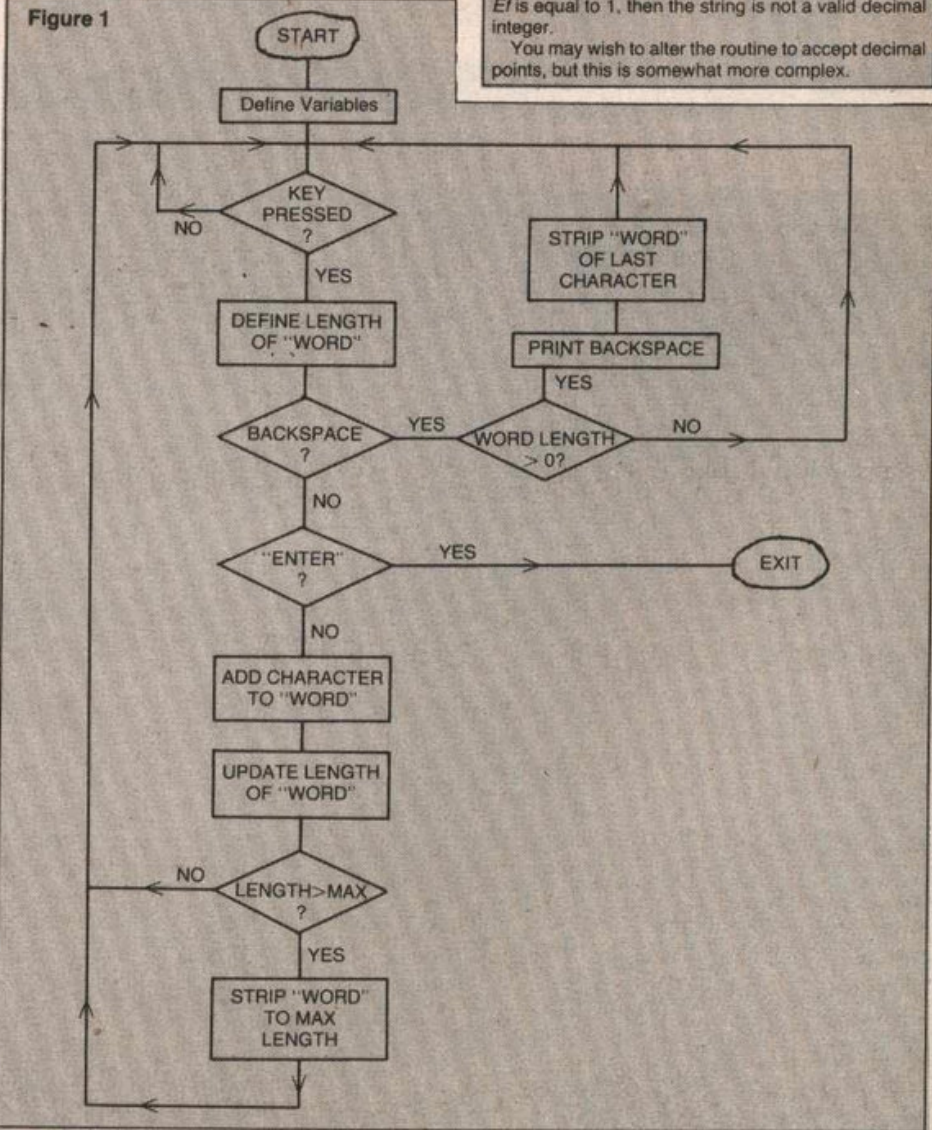 Figure 1
Ef is equal to 1, then the string is not a valid decimal
integer.
You may wish to alter the routine to accept decimal
points, but this is somewhat more complex.
START
Define Variables
KEY
PRESSED
?
NO
YES
DEFINE LENGTH
OF "WORD"
STRIP "WORD"
OF LAST
CHARACTER
PRINT BACKSPACE
YES
BACKSPACE
?
YES
WORD LENGTH
> 0?
NO
NO
"ENTER"
?
YES
EXIT
NO
ADD CHARACTER
TO "WORD"
UPDATE LENGTH
OF "WORD"
NO
LENGTH>MAX
?
YES
STRIP "WORD"
TO MAX
LENGTH